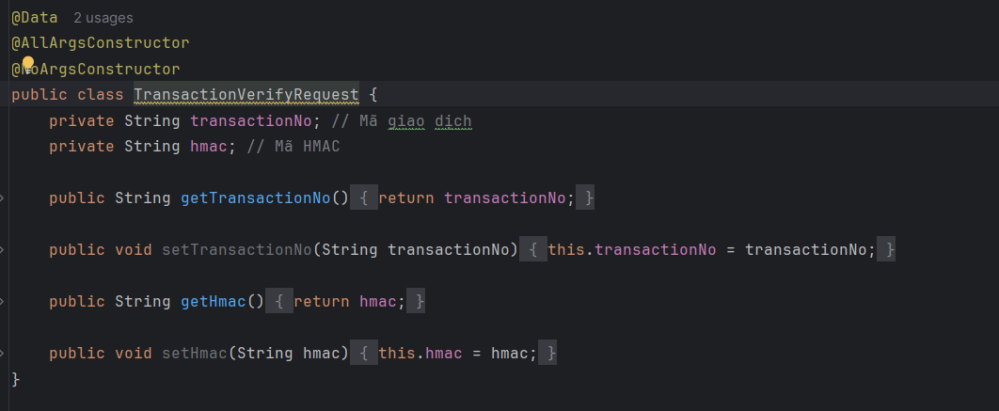 @Data 2 usages
@AllArgsConstructor
@NoArgsConstructor
public class TransactionVerifyRequest {
private String transactionNo; // Mã giao dich
private String hmac; // Mã HMAC
public String getTransactionNo() { return transactionNo; }
public void setTransactionNo(String transactionNo) { this.transactionNo = transactionNo; }
public String getHmac() { return hmac; }
public void setHmac(String hmac) { this.hmac = hmac; }
}